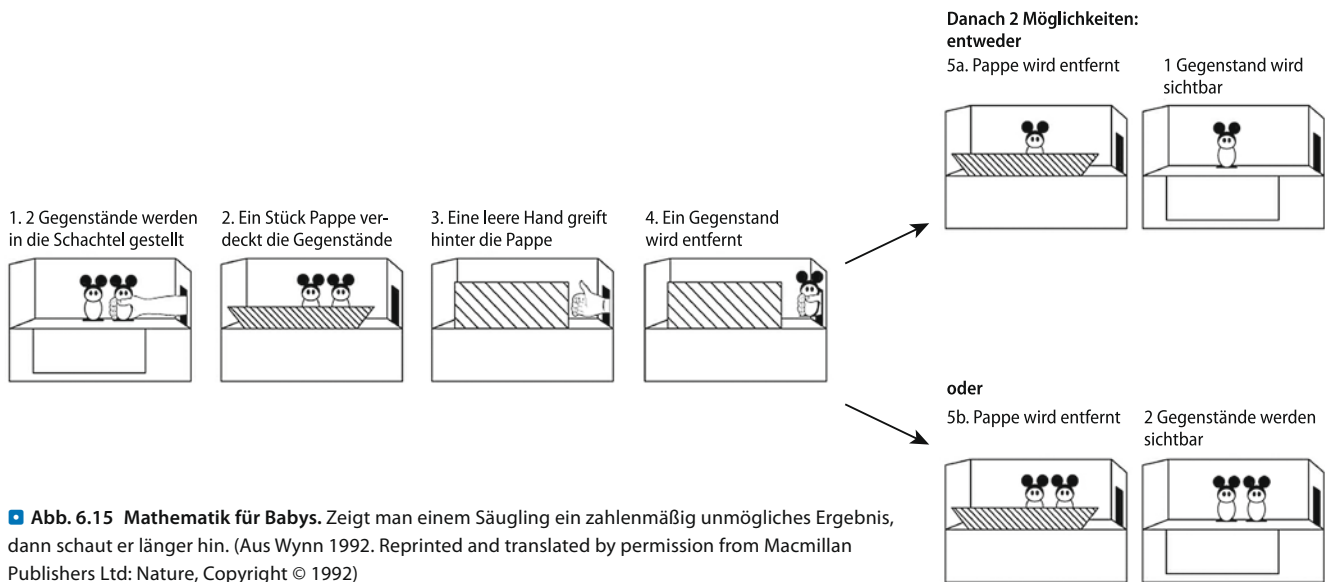 Danach 2 Möglichkeiten:
entweder
5a. Pappe wird entfernt
1 Gegenstand wird
sichtbar
1. 2 Gegenstände werden
in die Schachtel gestellt
2. Ein Stück Pappe ver-
deckt die Gegenstände
3. Eine leere Hand greift
hinter die Pappe
4. Ein Gegenstand
wird entfernt
oder
5b. Pappe wird entfernt
2 Gegenstände werden
sichtbar
Abb. 6.15 Mathematik für Babys. Zeigt man einem Säugling ein zahlenmäßig unmögliches Ergebnis,
dann schaut er länger hin. (Aus Wynn 1992. Reprinted and translated by permission from Macmillan
Publishers Ltd: Nature, Copyright © 1992)